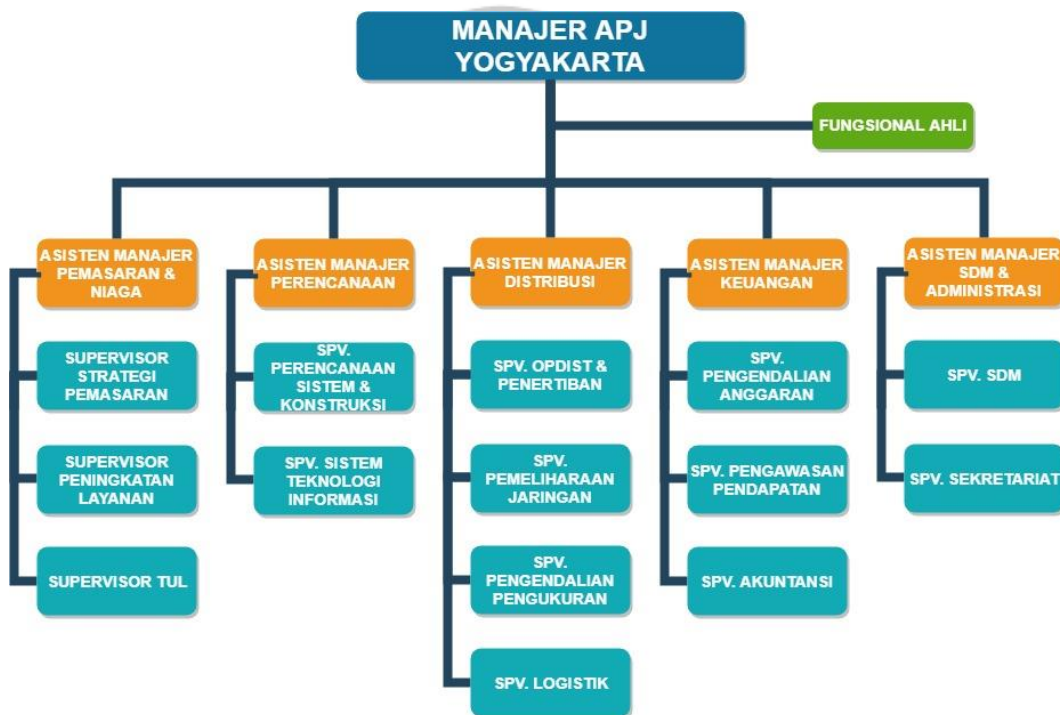 MANAJER APJ
YOGYAKARTA
FUNGSIONAL AHLI
ASISTEN MANAJER
PEMASARAN &
NIAGA
SUPERVISOR
STRATEGI
PEMASARAN
SUPERVISOR
PENINGKATAN
LAYANAN
SUPERVISOR TUL
ASISTEN MANAJER
PERENCANAAN
SPV.
PERENCANAAN
SISTEM &
KONSTRUKSI
SPV. SISTEM
TEKNOLOGI
INFORMASI
ASISTEN MANAJER
DISTRIBUSI
SPV. OPDIST &
PENERTIBAN
SPV.
PEMELIHARAAN
JARINGAN
SPV.
PENGENDALIAN
PENGUKURAN
SPV. LOGISTIK
ASISTEN MANAJER
KEUANGAN
SPV.
PENGENDALIAN
ANGGARAN
SPV. PENGAWASAN
PENDAPATAN
SPV. AKUNTANSI
ASISTEN MANAJER
SDM &
ADMINISTRASI
SPV. SDM
SPV. SEKRETARIAT